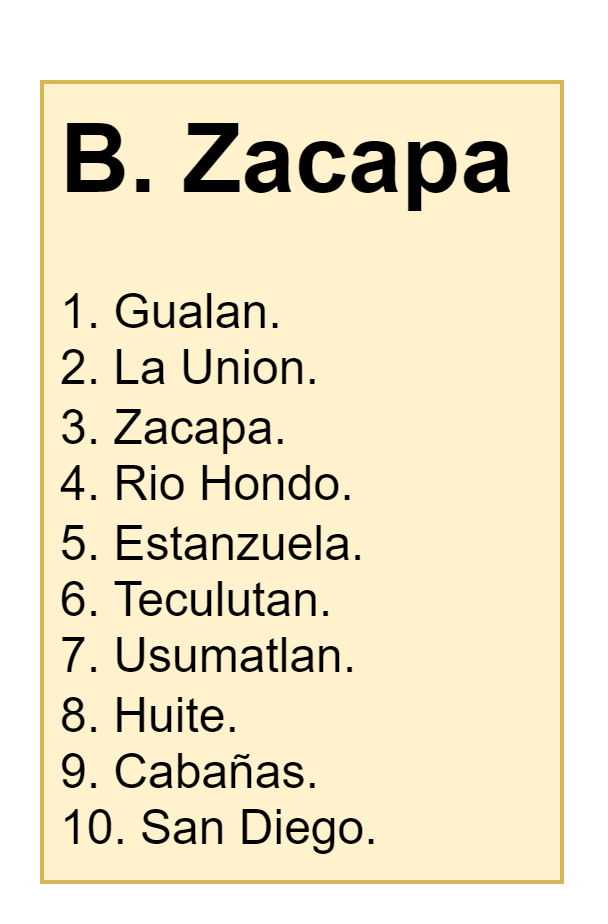 B. Zacapa
1. Gualan.
2. La Union.
3. Zacapa.
4. Rio Hondo.
5. Estanzuela.
6. Teculutan.
7. Usumatlan.
8. Huite.
9. Cabañas.
10. San Diego.